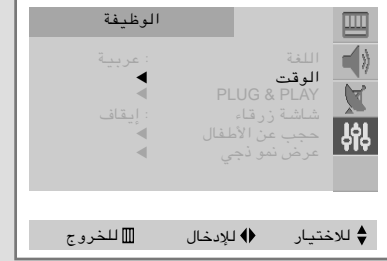 الوظيفة
اللغة : عربية
الوقت ◀
PLUG & PLAY ◀
شاشة زرقاء : إيقاف
حجب عن الأطفال ◀
عرض نموذجي ◀
للاختيار للإدخال للخروج